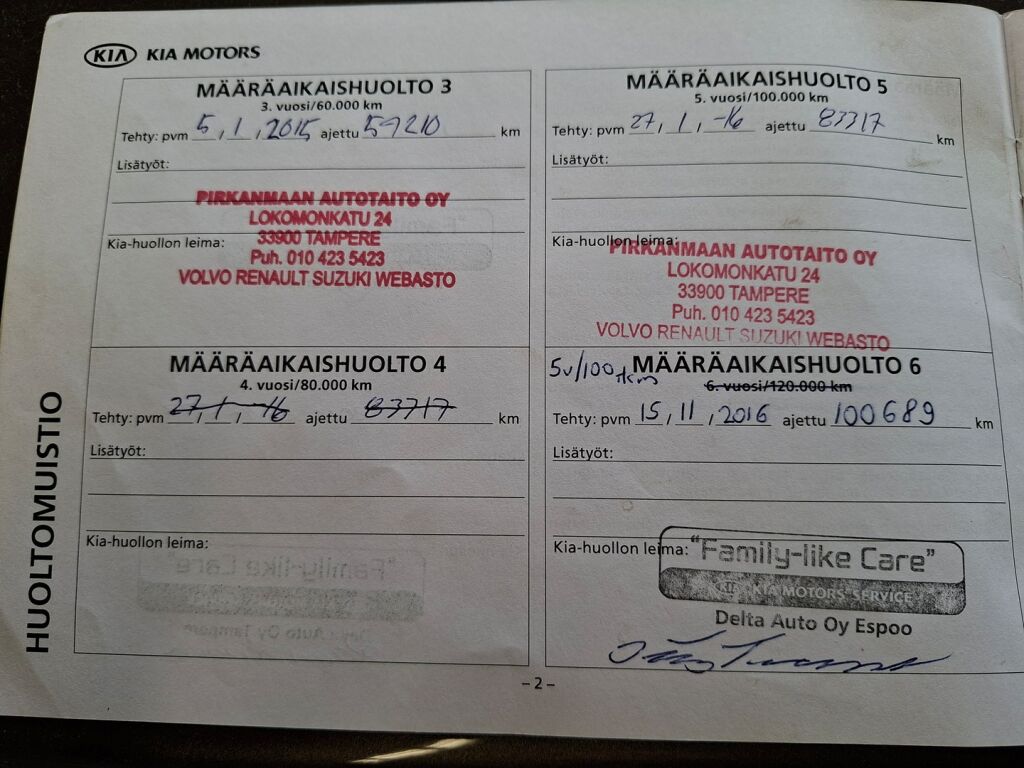 KIA KIA MOTORS
MÄÄRÄAIKAISHUOLTO 3
3. vuosi/60.000 km
Tehty: pvm 5, 1, 2015 ajettu 59210 km
Lisätyöt:
PIRKANMAAN AUTOTAITO OY
LOKOMONKATU 24
Kia-huollon leima: 33900 TAMPERE
Puh. 010 423 5423
VOLVO RENAULT SUZUKI WEBASTO
MÄÄRÄAIKAISHUOLTO 4
4. vuosi/80.000 km
Tehty: pvm 27, 1, -16 ajettu 83717 km
Lisätyöt:
Kia-huollon leima:
MÄÄRÄAIKAISHUOLTO 5
5. vuosi/100.000 km
Tehty: pvm 27, 1, -16 ajettu 83317 km
Lisätyöt:
Kia-huollon leima:
PIRKANMAAN AUTOTAITO OY
LOKOMONKATU 24
33900 TAMPERE
Puh. 010 423 5423
VOLVO RENAULT SUZUKI WEBASTO
5v/100tkm MÄÄRÄAIKAISHUOLTO 6
6. vuosi/120.000 km
Tehty: pvm 15, 11, 2016 ajettu 100689 km
Lisätyöt:
Kia-huollon leima: "Family-like Care"
KIA MOTORS SERVICE
Delta Auto Oy Espoo
HUOLTOMUISTIO
– 2 –